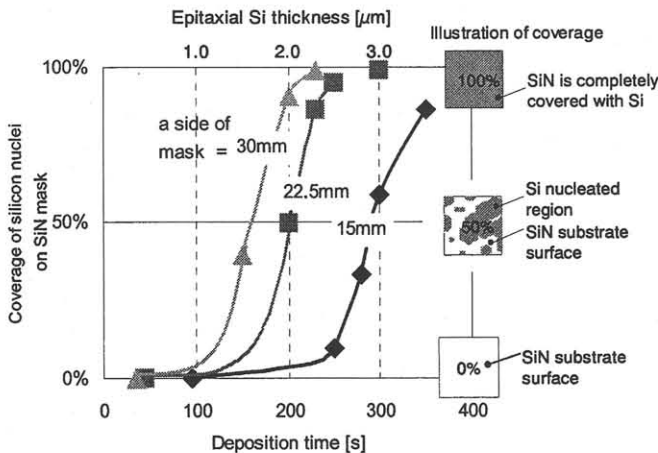 Epitaxial Si thickness [μm]
1.0 2.0 3.0
Illustration of coverage
100%
50%
0%
Coverage of silicon nuclei
on SiN mask
a side of
mask = 30mm
22.5mm
15mm
0 100 200 300 400
Deposition time [s]
100%
SiN is completely
covered with Si
50%
Si nucleated
region
SiN substrate
surface
0%
SiN substrate
surface